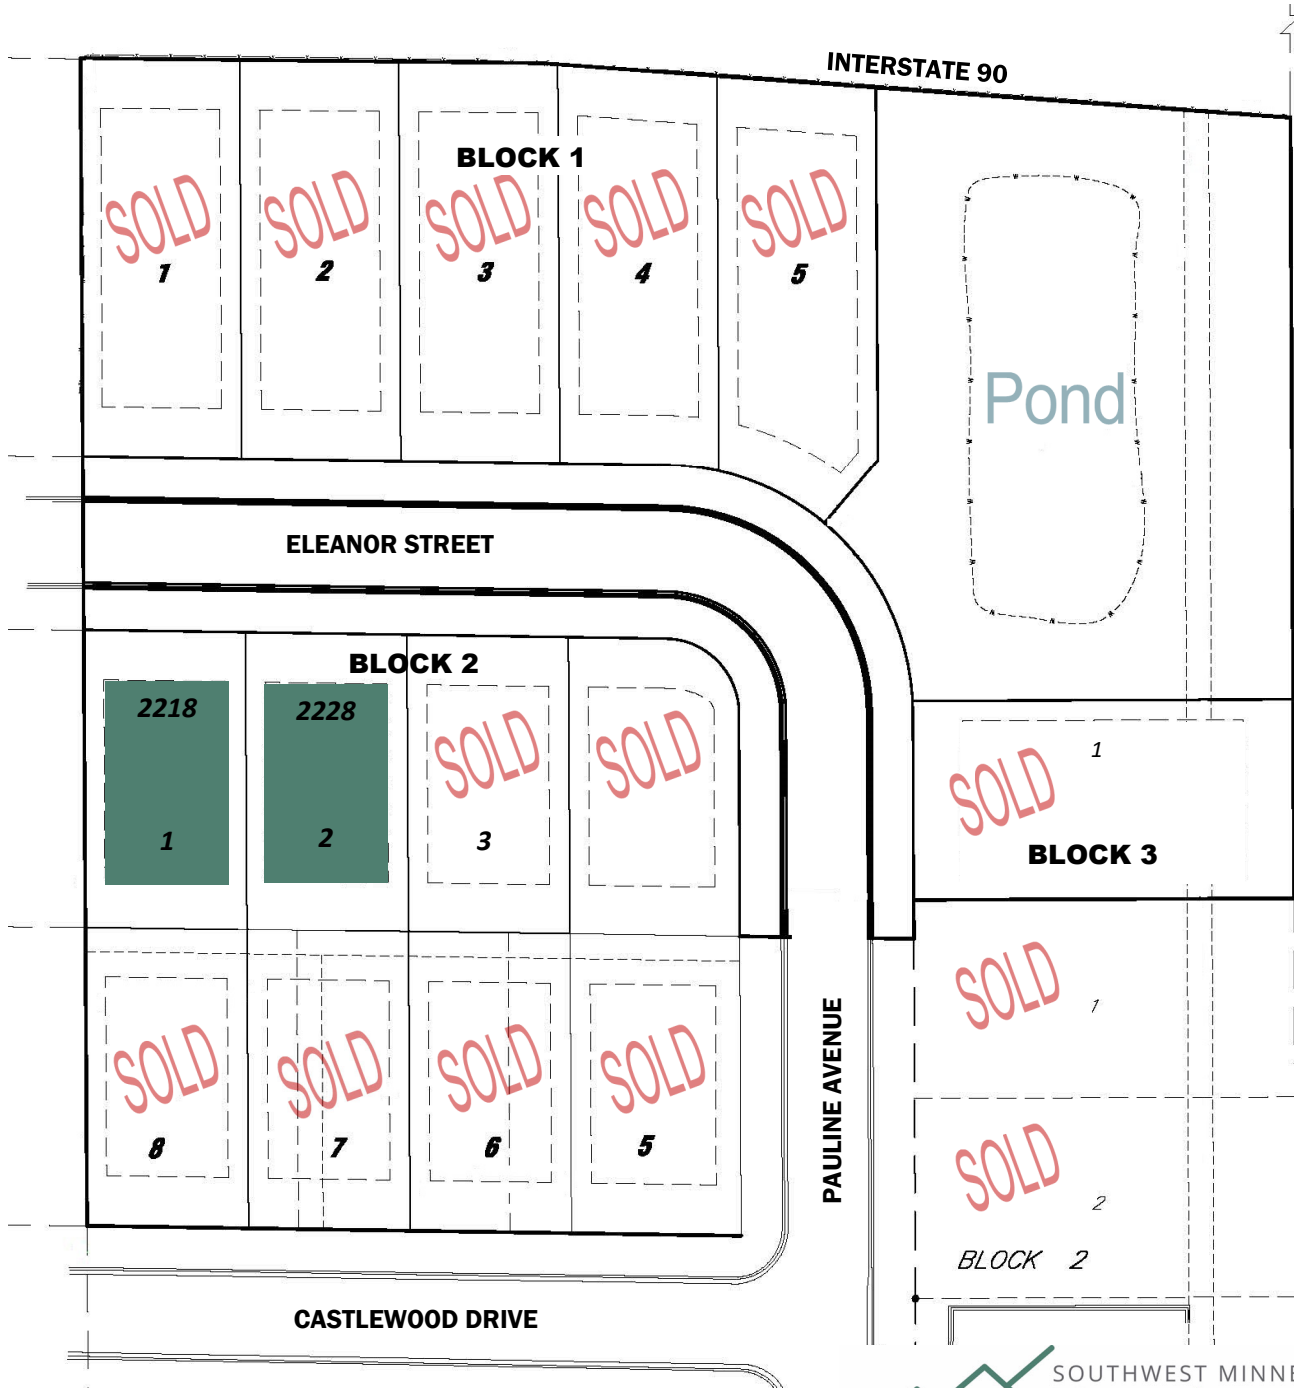 INTERSTATE 90
BLOCK 1
SOLD
SOLD
SOLD
SOLD
SOLD
1
2
3
4
5
Pond
ELEANOR STREET
BLOCK 2
2218
2228
SOLD
SOLD
SOLD
1
1
2
3
BLOCK 3
SOLD
1
SOLD
SOLD
SOLD
SOLD
8
7
6
5
PAULINE AVENUE
SOLD
2
BLOCK 2
CASTLEWOOD DRIVE
SOUTHWEST MINNE